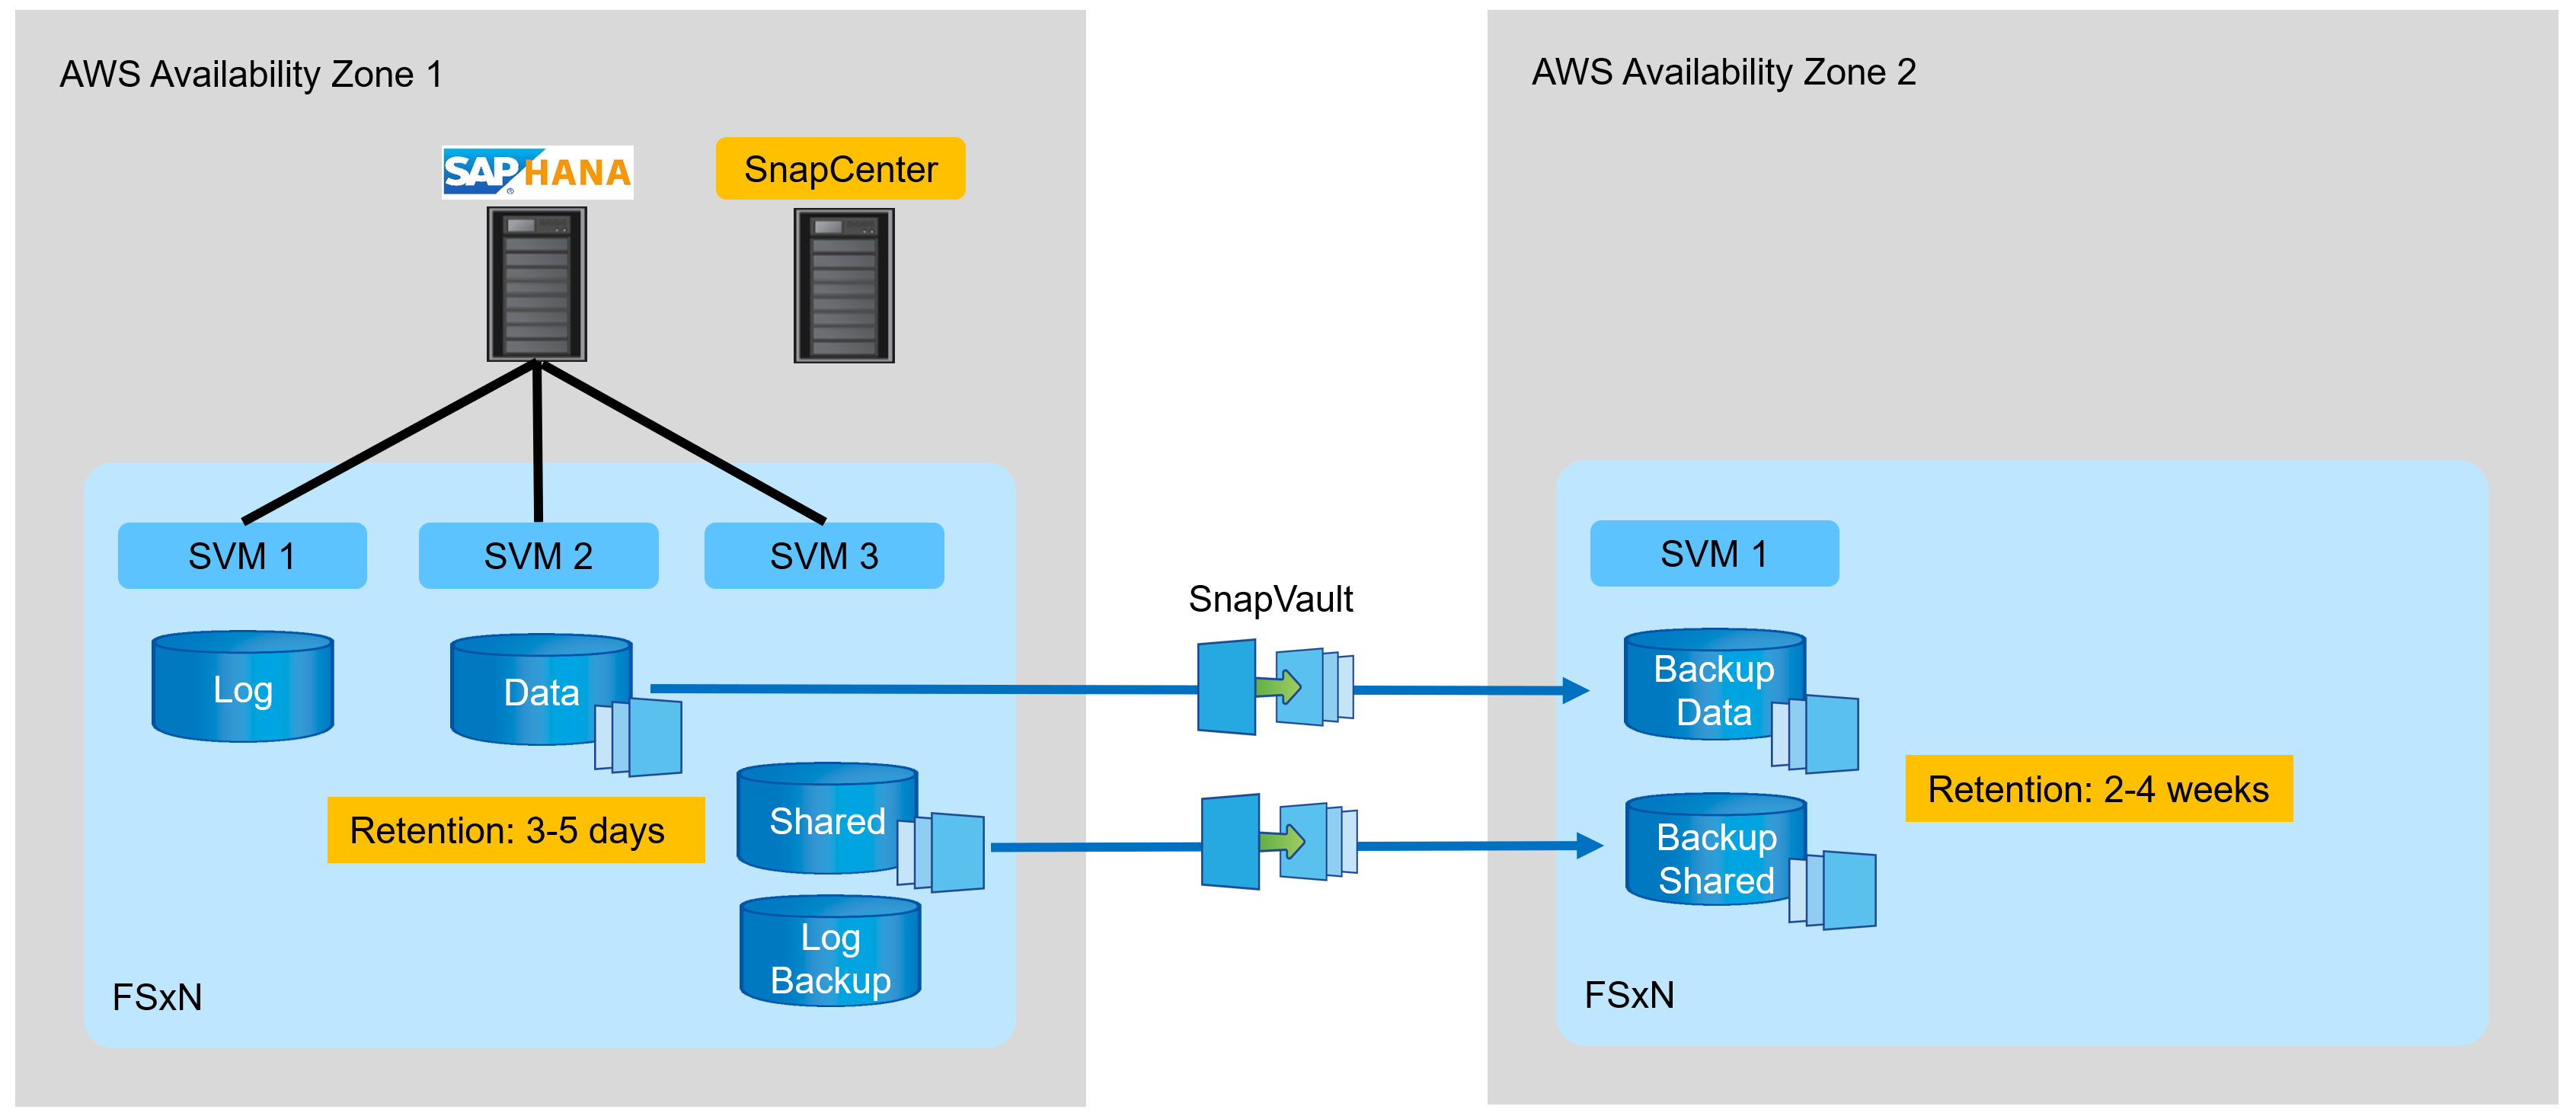 AWS Availability Zone 1
AWS Availability Zone 2
SAP® HANA
SnapCenter
SVM 1
SVM 2
SVM 3
SVM 1
SnapVault
Log
Data
Backup
Data
Retention: 3-5 days
Shared
Retention: 2-4 weeks
Backup
Shared
Log
Backup
FSxN
FSxN